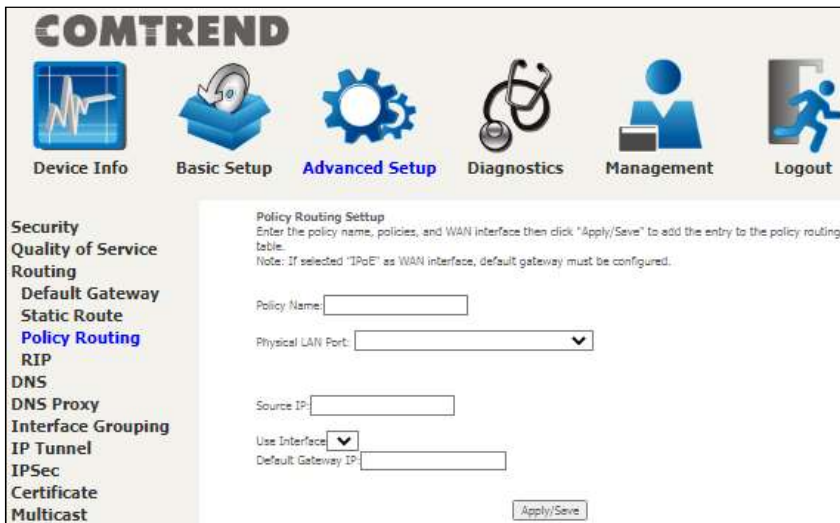 COMTREND
Device Info
Basic Setup
Advanced Setup
Diagnostics
Management
Logout
Security
Quality of Service
Routing
Default Gateway
Static Route
Policy Routing
RIP
DNS
DNS Proxy
Interface Grouping
IP Tunnel
IPSec
Certificate
Multicast
Policy Routing Settup
Enter the policy name, policies, and WAN interface then click "Apply/Save" to add the entry to the policy routing
table.
Note: If selected "IPoE" as WAN interface, default gateway must be configured.
Policy Name:
Physical LAN Port:
Source IP:
Use Interface
Default Gateway IP:
Apply/Save